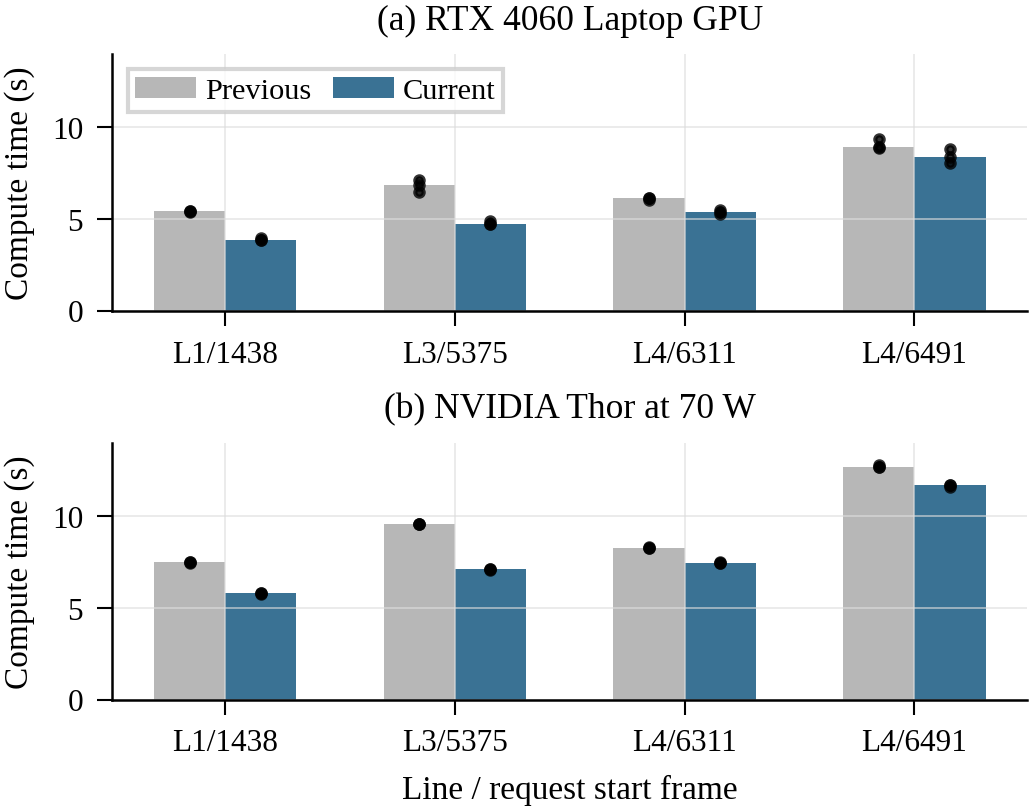 (a) RTX 4060 Laptop GPU
Compute time (s)
10
5
0
Previous
Current
L1/1438
L3/5375
L4/6311
L4/6491
(b) NVIDIA Thor at 70 W
Compute time (s)
10
5
0
L1/1438
L3/5375
L4/6311
L4/6491
Line / request start frame